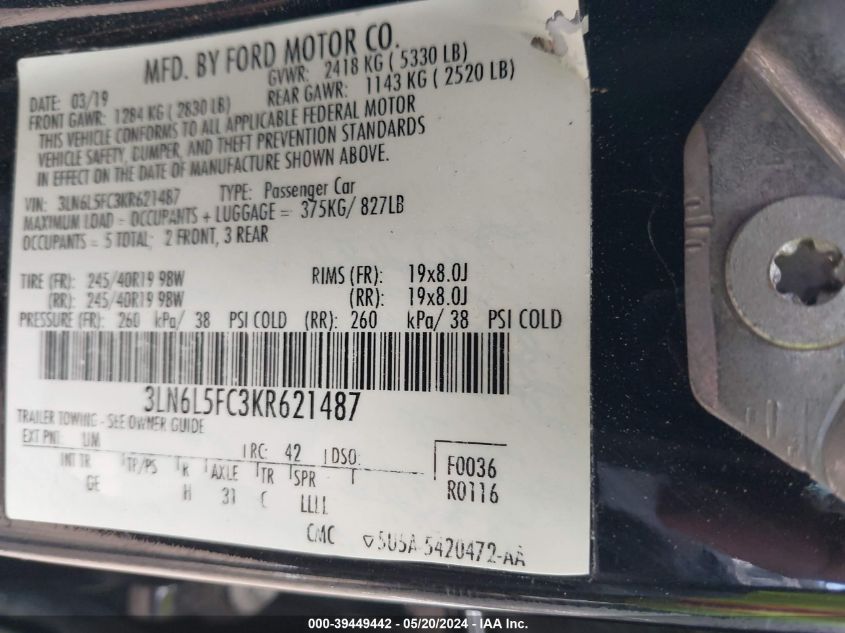 MFD. BY FORD MOTOR CO.
DATE: 03/19 GVWR: 2418 KG ( 5330 LB)
FRONT GAWR: 1284 KG ( 2830 LB) REAR GAWR: 1143 KG ( 2520 LB)
THIS VEHICLE CONFORMS TO ALL APPLICABLE FEDERAL MOTOR
VEHICLE SAFETY, BUMPER, AND THEFT PREVENTION STANDARDS
IN EFFECT ON THE DATE OF MANUFACTURE SHOWN ABOVE.
VIN: 3LN6L5FC3KR621487 TYPE: Passenger Car
MAXIMUM LOAD = OCCUPANTS + LUGGAGE = 375KG/ 827LB
OCCUPANTS = 5 TOTAL; 2 FRONT, 3 REAR
TIRE (FR): 245/40R19 98W RIMS (FR): 19x8.0J
(RR): 245/40R19 98W (RR): 19x8.0J
PRESSURE (FR): 260 kPa/ 38 PSI COLD (RR): 260 kPa/ 38 PSI COLD
3LN6L5FC3KR621487
TRAILER TOWING - SEE OWNER GUIDE
EXT PNT: UM RC: 42 DSO: F0036
INT TR TP/PS R AXLE TR SPR R0116
GE H 31 C LLLL
CMC 5U5A-5420472-AA
000-39449442 — 05/20/2024 — IAA Inc.